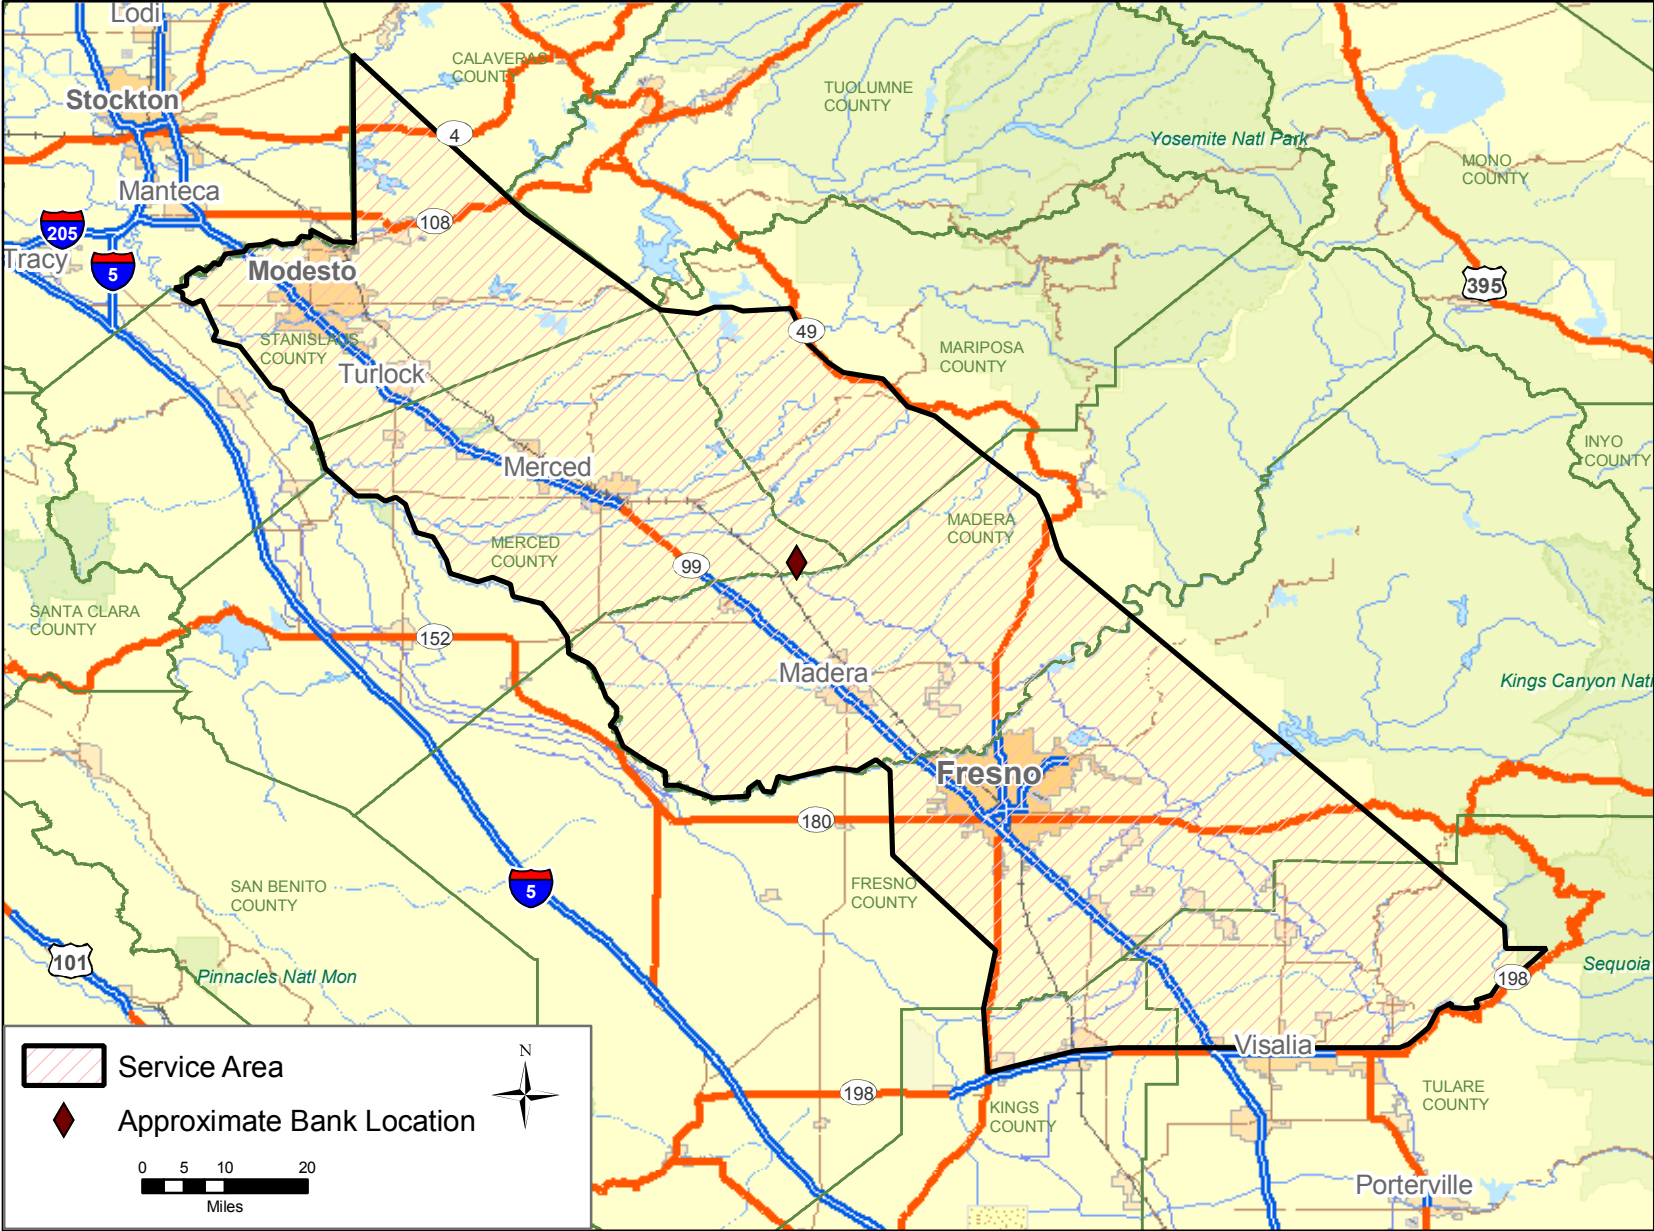 Lodi
CALAVERAS
COUNTY
TUOLUMNE
COUNTY
Stockton
4
Yosemite Natl Park
MONO
COUNTY
Manteca
108
205
Tracy
5
Modesto
395
49
STANISLAUS
COUNTY
MARIPOSA
COUNTY
Turlock
INYO
COUNTY
Merced
MADERA
COUNTY
MERCED
COUNTY
99
SANTA CLARA
COUNTY
152
Madera
Kings Canyon Nati
Fresno
180
5
SAN BENITO
COUNTY
FRESNO
COUNTY
101
Pinnacles Natl Mon
Sequoia
198
Visalia
Service Area
N
198
TULARE
COUNTY
KINGS
COUNTY
Approximate Bank Location
0 5 10 20
Miles
Porterville